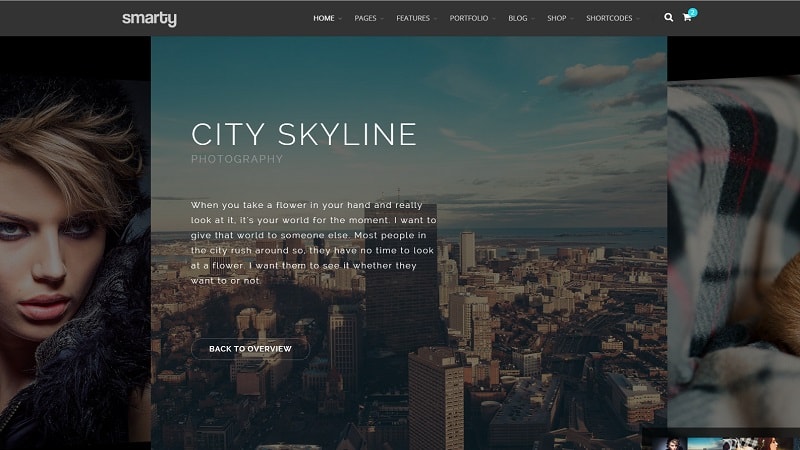 smarty
HOME
PAGES
FEATURES
PORTFOLIO
BLOG
SHOP
SHORTCODES
2
CITY SKYLINE
PHOTOGRAPHY
When you take a flower in your hand and really
look at it, it's your world for the moment. I want to
give that world to someone else. Most people in
the city rush around so, they have no time to look
at a flower. I want them to see it whether they
want to or not.
BACK TO OVERVIEW